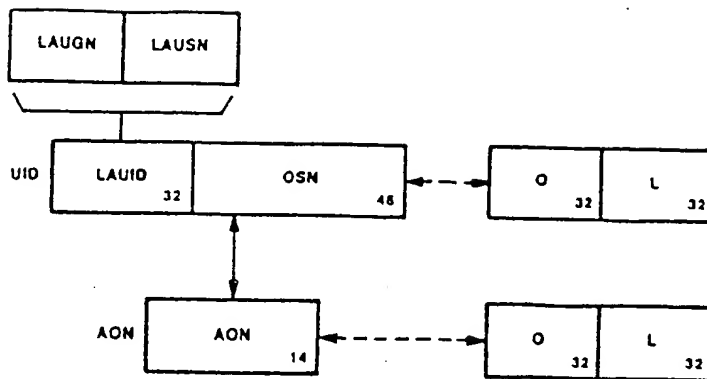 LAUGN LAUSN
UID LAUID 32 OSN 48 O 32 L 32
AON AON 14 O 32 L 32